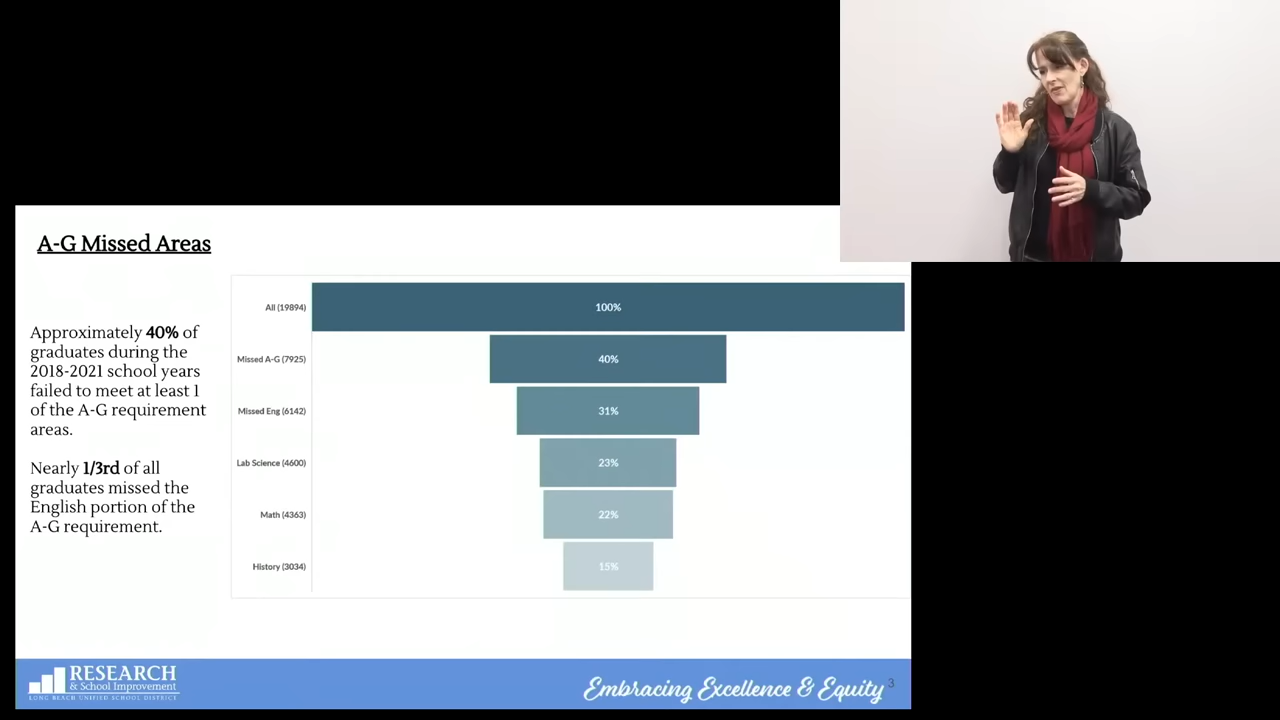 A-G Missed Areas
Approximately 40% of
graduates during the
2018-2021 school years
failed to meet at least 1
of the A-G requirement
areas.
Nearly 1/3rd of all
graduates missed the
English portion of the
A-G requirement.
All (19894)
100%
Missed A-G (7925)
40%
Missed Eng (6142)
31%
Lab Science (4600)
23%
Math (4363)
22%
History (3034)
15%
RESEARCH
& School Improvement
LONG BEACH UNIFIED SCHOOL DISTRICT
Embracing Excellence & Equity
3